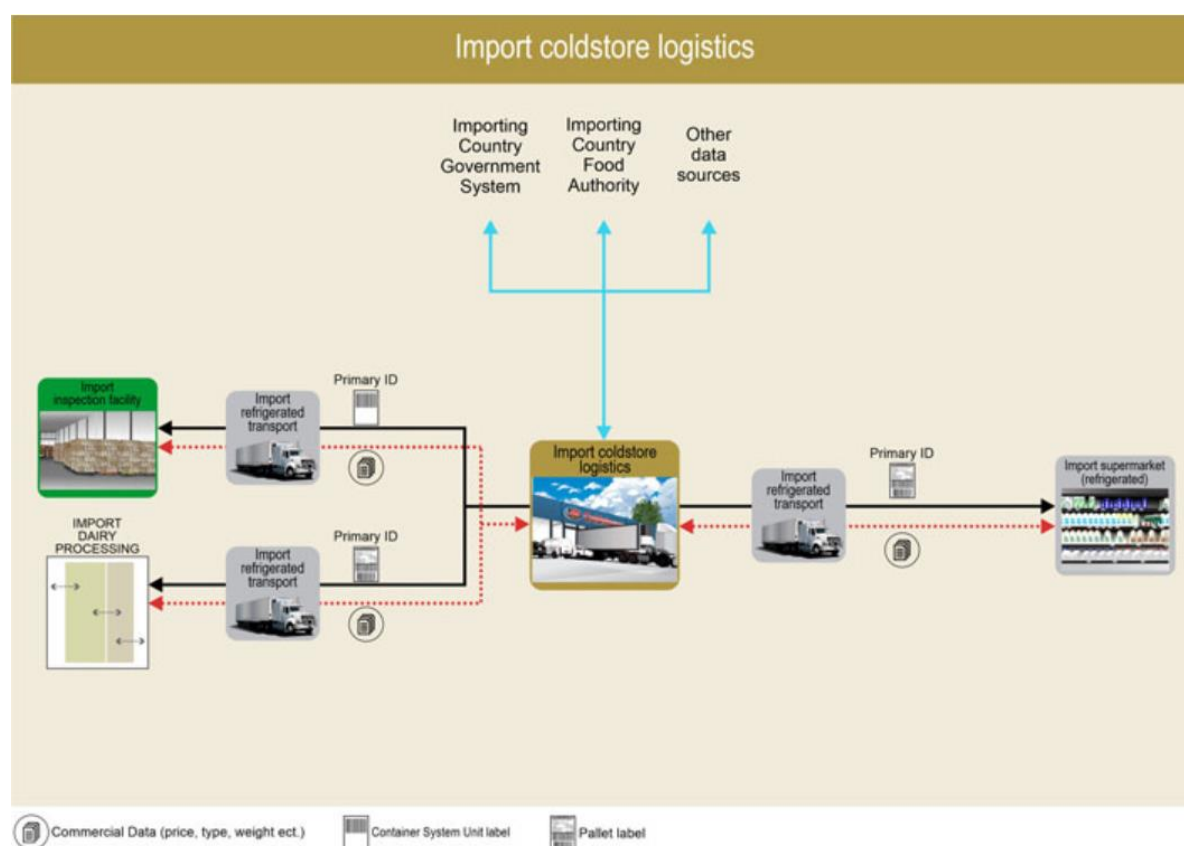 Import coldstore logistics
Importing
Country
Government
System
Importing
Country
Food
Authority
Other
data
sources
Import
inspection facility
Import
refrigerated
transport
Primary ID
IMPORT
DAIRY
PROCESSING
Import
refrigerated
transport
Primary ID
Import coldstore
logistics
Import
refrigerated
transport
Primary ID
Import supermarket
(refrigerated)
Commercial Data (price, type, weight ect.)
Container System Unit label
Pallet label